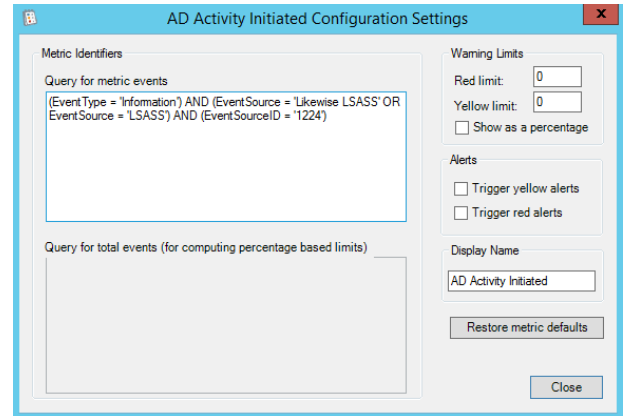 AD Activity Initiated Configuration Settings
x
Metric Identifiers
Query for metric events
(EventType = 'Information') AND (EventSource = 'Likewise LSASS' OR
EventSource = 'LSASS') AND (EventSourceID = '1224')
Query for total events (for computing percentage based limits)
Warning Limits
Red limit: 0
Yellow limit: 0
Show as a percentage
Alerts
Trigger yellow alerts
Trigger red alerts
Display Name
AD Activity Initiated
Restore metric defaults
Close